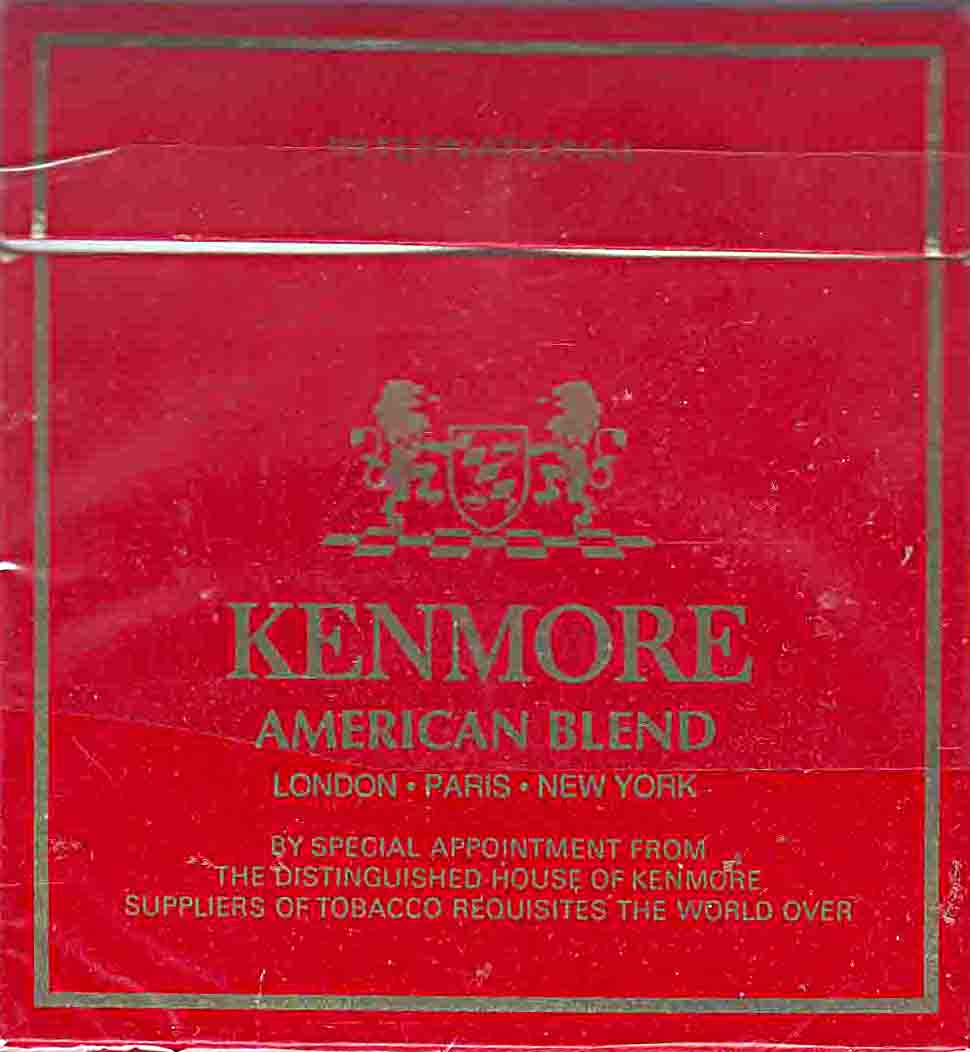 INTERNATIONAL
KENMORE
AMERICAN BLEND
LONDON • PARIS • NEW YORK
BY SPECIAL APPOINTMENT FROM
THE DISTINGUISHED HOUSE OF KENMORE
SUPPLIERS OF TOBACCO REQUISITES THE WORLD OVER